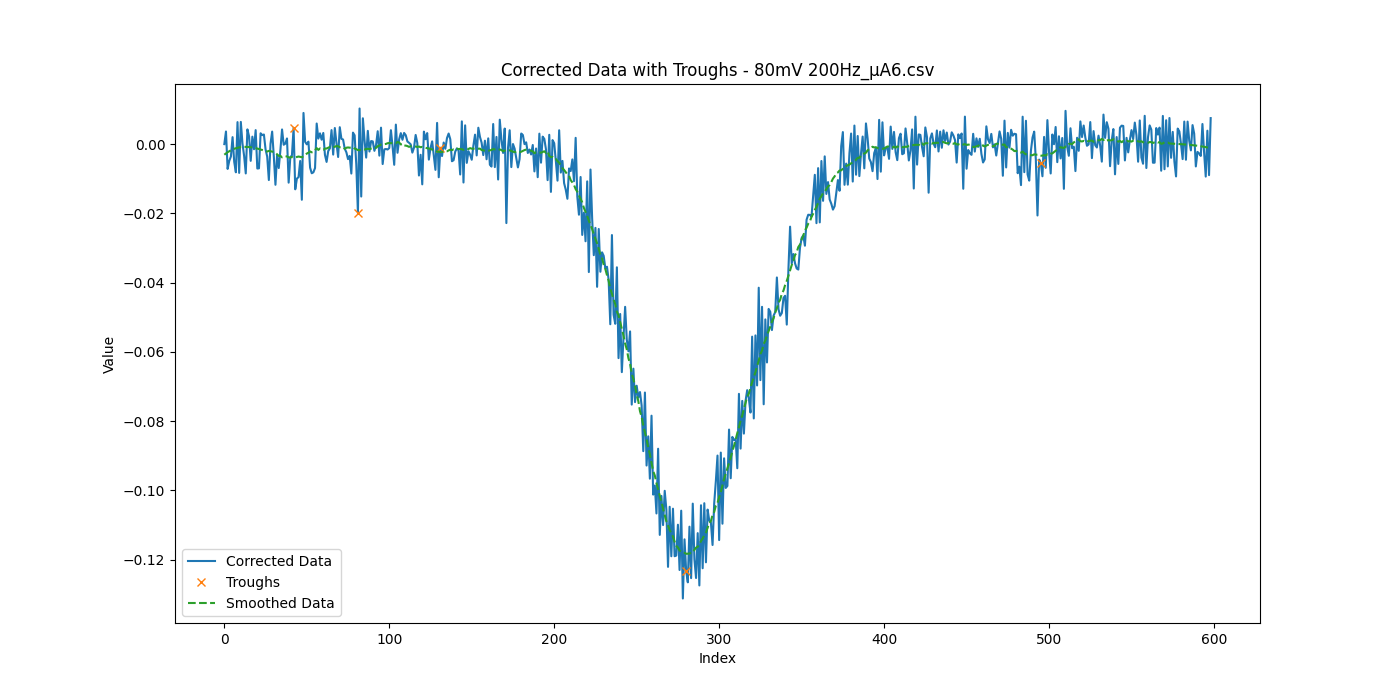 Corrected Data with Troughs - 80mV 200Hz_µA6.csv
Value
0.00
−0.02
−0.04
−0.06
−0.08
−0.10
−0.12
Corrected Data
Troughs
Smoothed Data
0 100 200 300 400 500 600
Index